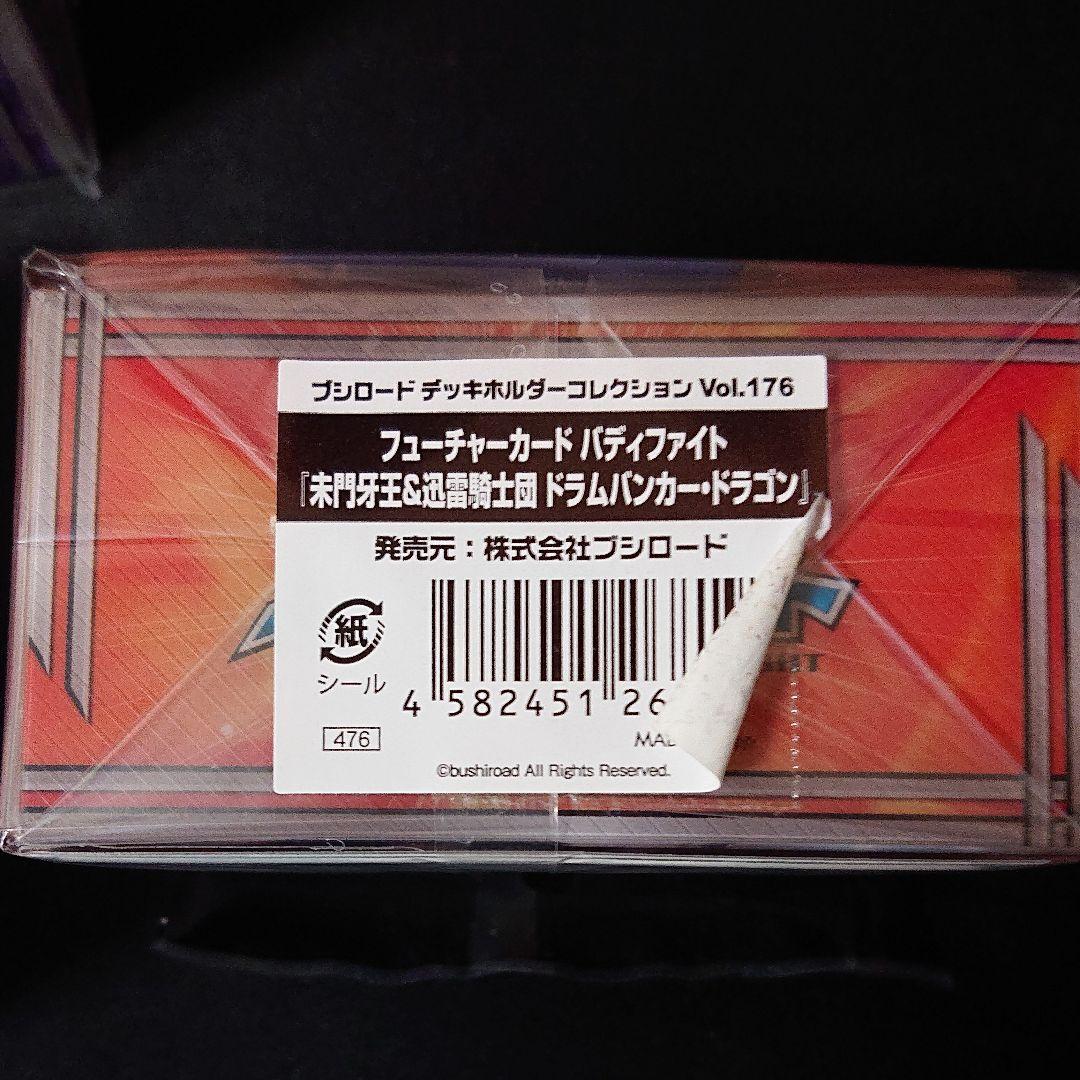 ブシロード デッキホルダーコレクション Vol.176
フューチャーカード バディファイト
『未門牙王&迅雷騎士団 ドラムバンカー・ドラゴン』
発売元：株式会社ブシロード
紙
シール
4 582451 26
476
©bushiroad All Rights Reserved.